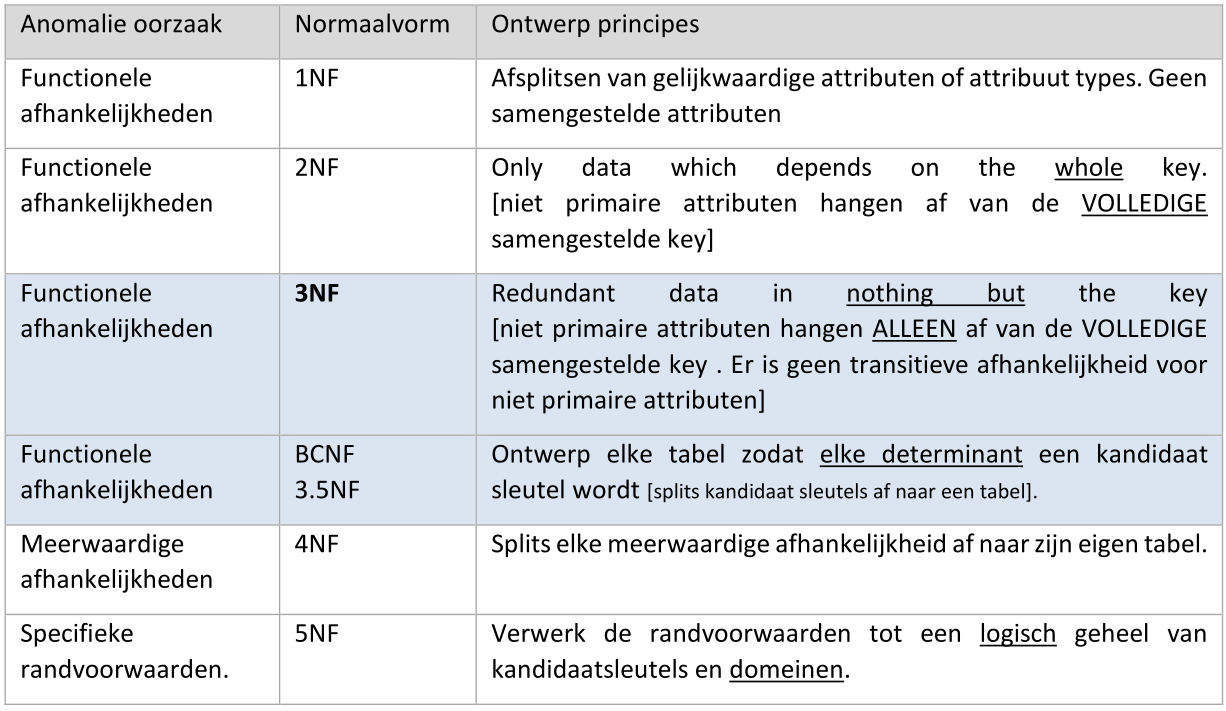 Anomalie oorzaak Normaalvorm Ontwerp principes
Functionele 1NF Afsplitsen van gelijkwaardige attributen of attribuut types. Geen
afhankelijkheden samengestelde attributen
Functionele 2NF Only data which depends on the whole key.
afhankelijkheden [niet primaire attributen hangen af van de VOLLEDIGE
samengestelde key]
Functionele 3NF Redundant data in nothing but the key
afhankelijkheden [niet primaire attributen hangen ALLEEN af van de VOLLEDIGE
samengestelde key . Er is geen transitieve afhankelijkheid voor
niet primaire attributen]
Functionele BCNF Ontwerp elke tabel zodat elke determinant een kandidaat
afhankelijkheden 3.5NF sleutel wordt [splits kandidaat sleutels af naar een tabel].
Meerwaardige 4NF Splits elke meerwaardige afhankelijkheid af naar zijn eigen tabel.
afhankelijkheden
Specifieke 5NF Verwerk de randvoorwaarden tot een logisch geheel van
randvoorwaarden. kandidaatsleutels en domeinen.